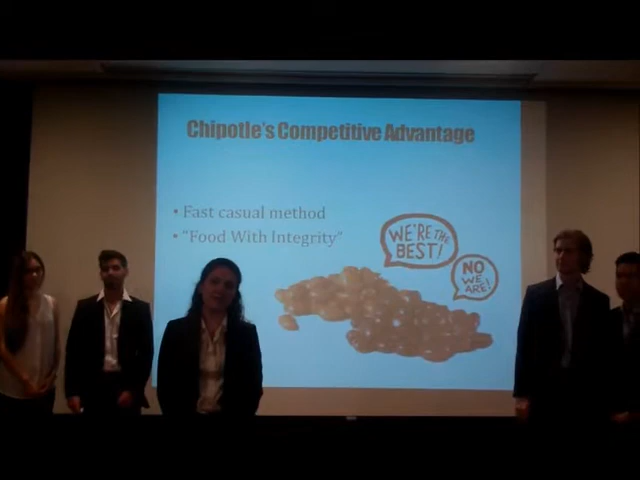 Chipotle's Competitive Advantage
• Fast casual method
• "Food With Integrity"
WE'RE THE
BEST!
NO
WE
ARE!